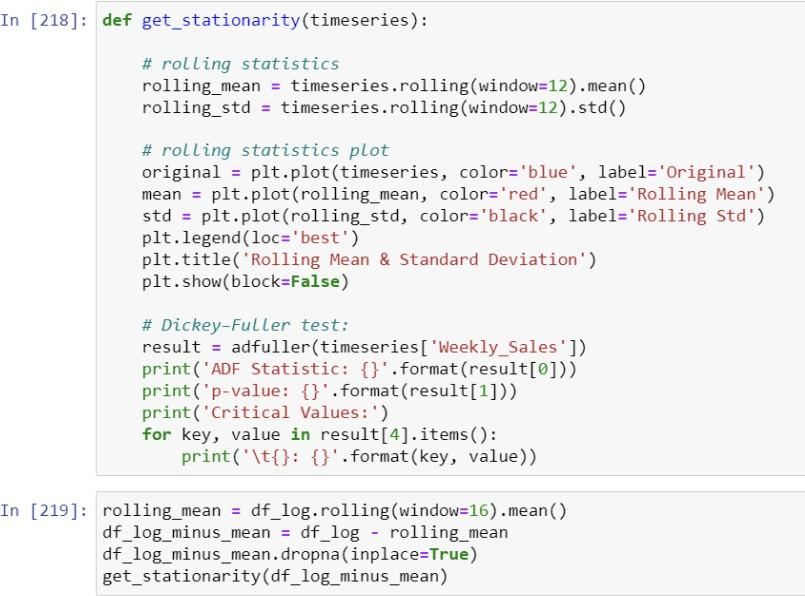 In [218]: def get_stationarity(timeseries):
# rolling statistics
rolling_mean = timeseries.rolling(window=12).mean()
rolling_std = timeseries.rolling(window=12).std()
# rolling statistics plot
original = plt.plot(timeseries, color='blue', label='Original')
mean = plt.plot(rolling_mean, color='red', label='Rolling Mean')
std = plt.plot(rolling_std, color='black', label='Rolling Std')
plt.legend(loc='best')
plt.title('Rolling Mean & Standard Deviation')
plt.show(block=False)
# Dickey–Fuller test:
result = adfuller(timeseries['Weekly_Sales'])
print('ADF Statistic: {}'.format(result[0]))
print('p-value: {}'.format(result[1]))
print('Critical Values:')
for key, value in result[4].items():
print('\t{}: {}'.format(key, value))
In [219]: rolling_mean = df_log.rolling(window=16).mean()
df_log_minus_mean = df_log - rolling_mean
df_log_minus_mean.dropna(inplace=True)
get_stationarity(df_log_minus_mean)